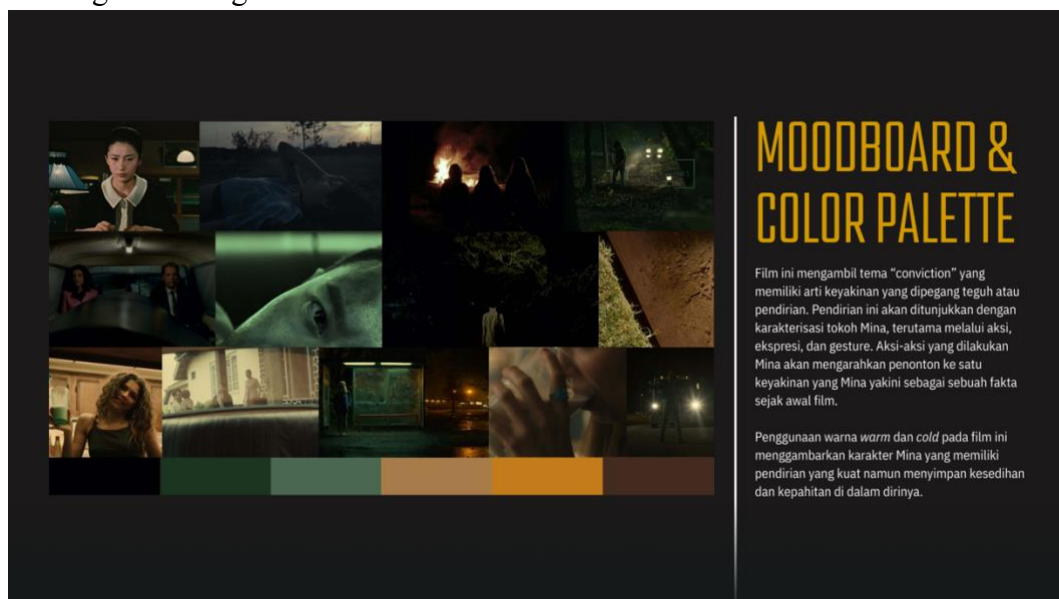 MOODBOARD &
COLOR PALETTE
Film ini mengambil tema “conviction” yang
memiliki arti keyakinan yang dipegang teguh atau
pendirian. Pendirian ini akan ditunjukkan dengan
karakterisasi tokoh Mina, terutama melalui aksi,
ekspresi, dan gesture. Aksi-aksi yang dilakukan
Mina akan mengarahkan penonton ke satu
keyakinan yang Mina yakini sebagai sebuah fakta
sejak awal film.
Penggunaan warna warm dan cold pada film ini
menggambarkan karakter Mina yang memiliki
pendirian yang kuat namun menyimpan kesedihan
dan kepahitan di dalam dirinya.